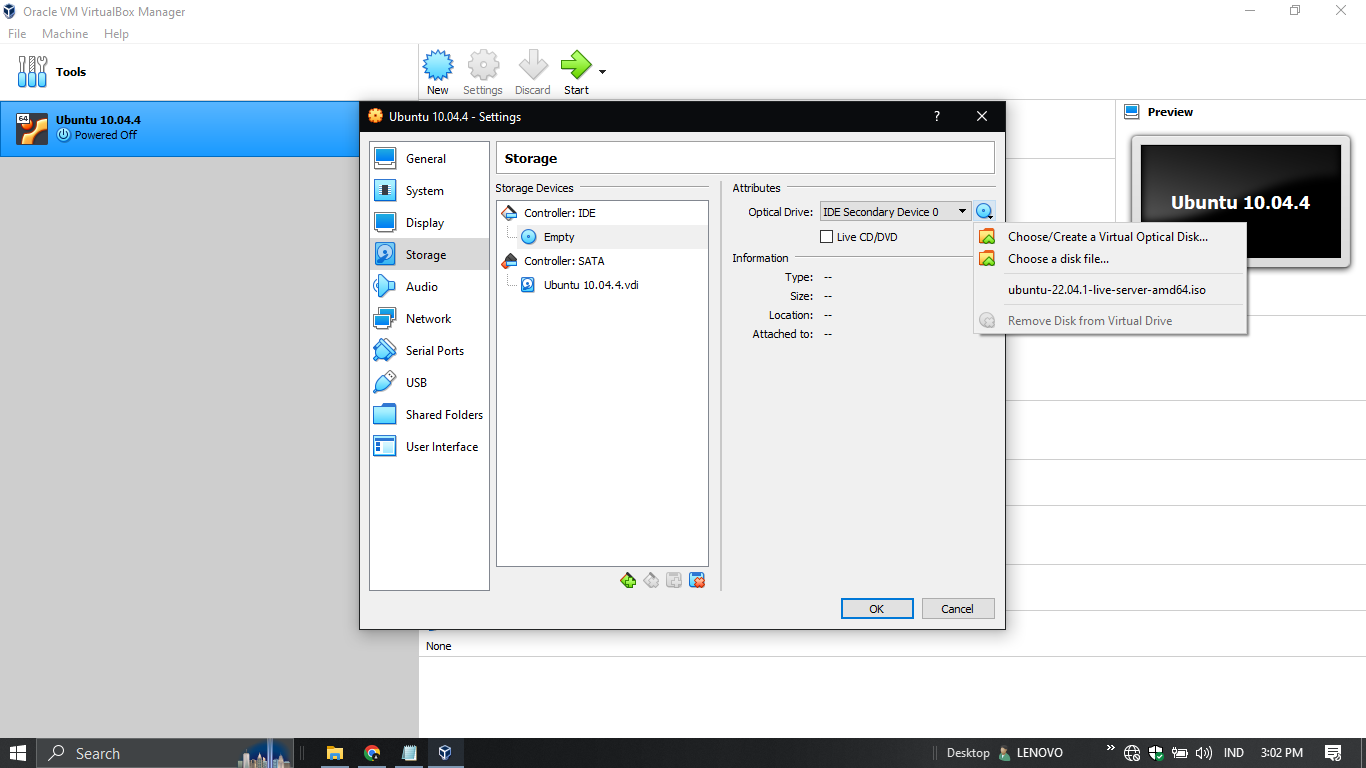 Oracle VM VirtualBox Manager
File Machine Help
Tools
New Settings Discard Start
64
Ubuntu 10.04.4
Powered Off
Preview
Ubuntu 10.04.4
Ubuntu 10.04.4 - Settings
?
General
System
Display
Storage
Audio
Network
Serial Ports
USB
Shared Folders
User Interface
Storage
Storage Devices
Controller: IDE
Empty
Controller: SATA
Ubuntu 10.04.4.vdi
Attributes
Optical Drive: IDE Secondary Device 0
Live CD/DVD
Information
Type: --
Size: --
Location: --
Attached to: --
Choose/Create a Virtual Optical Disk...
Choose a disk file...
ubuntu-22.04.1-live-server-amd64.iso
Remove Disk from Virtual Drive
OK Cancel
None
Search
Desktop LENOVO IND 3:02 PM